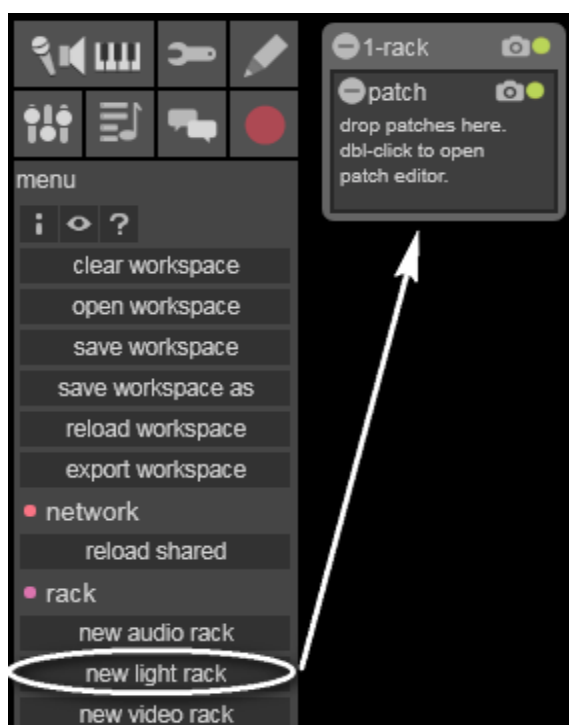 menu
i
?
clear workspace
open workspace
save workspace
save workspace as
reload workspace
export workspace
network
reload shared
rack
new audio rack
new light rack
new video rack
1-rack
patch
drop patches here.
dbl-click to open
patch editor.